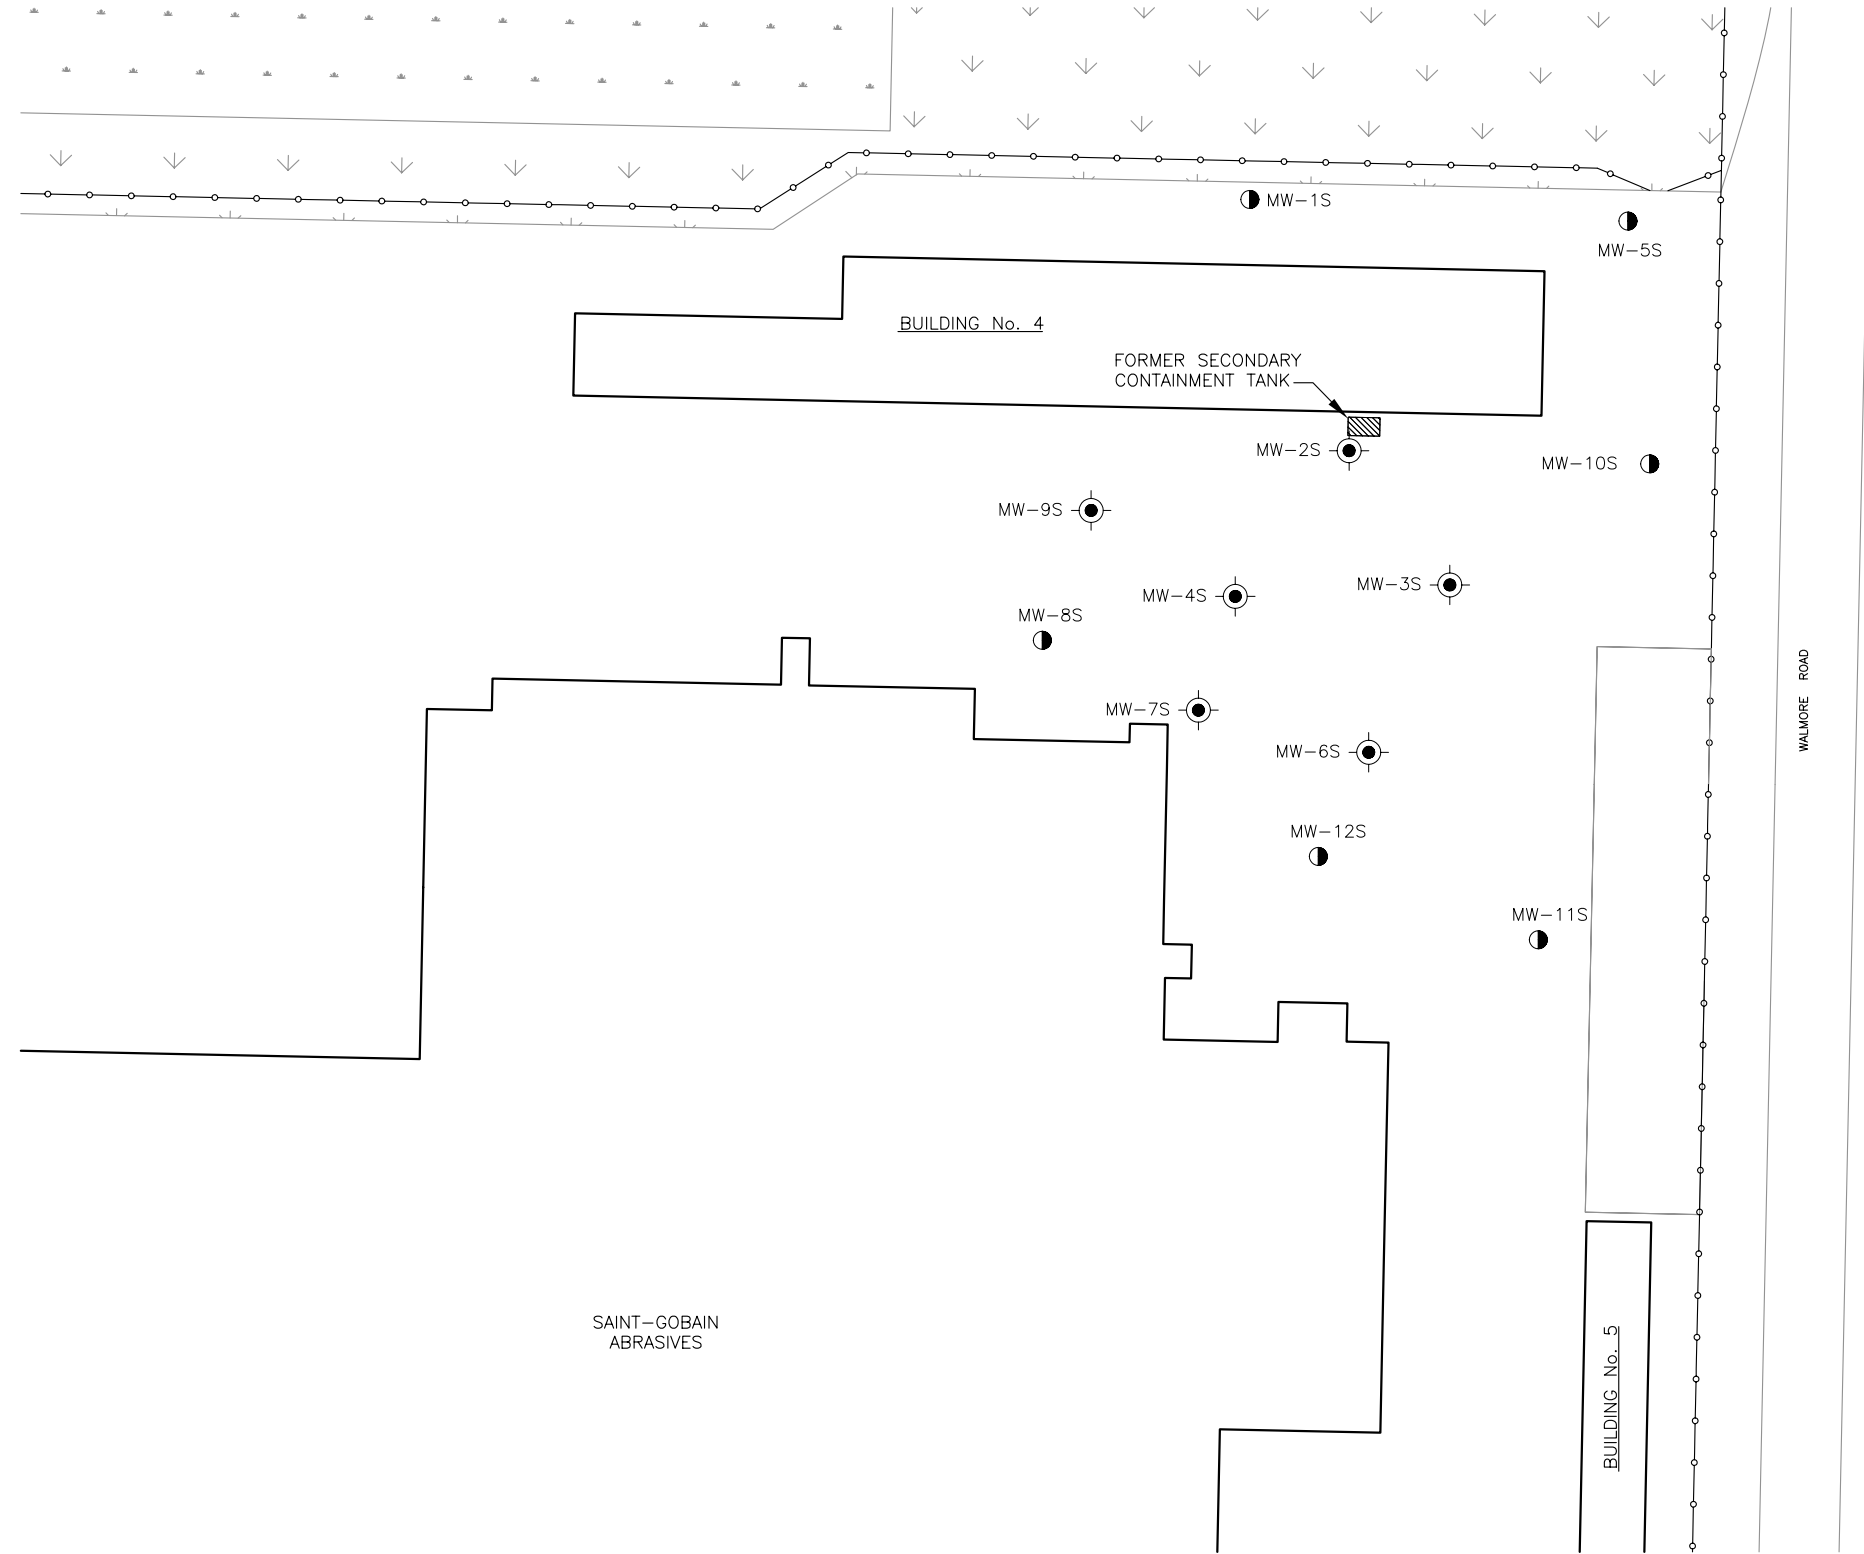 MW-1S
MW-5S
BUILDING No. 4
FORMER SECONDARY
CONTAINMENT TANK
MW-2S
MW-10S
MW-9S
MW-3S
MW-4S
MW-8S
WALMORE ROAD
MW-7S
MW-6S
MW-12S
MW-11S
SAINT-GOBAIN
ABRASIVES
BUILDING No. 5